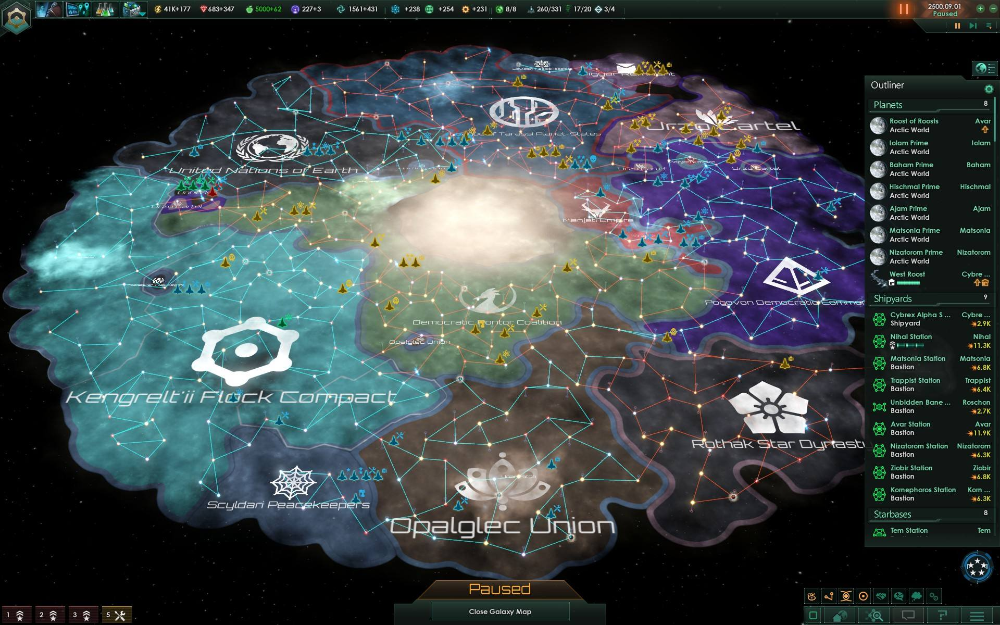 41K+177
683+347
5000+62
227+3
1561+431
+238
+254
+231
8/8
260/331
17/20
3/4
2500.09.01
Paused
Outliner
Planets 8
Roost of Roosts Avar
Arctic World
Iolam Prime Iolam
Arctic World
Baham Prime Baham
Arctic World
Hischmal Prime Hischmal
Arctic World
Ajam Prime Ajam
Arctic World
Matsonia Prime Matsonia
Arctic World
Nizatorom Prime Nizatorom
Arctic World
West Roost Cybre ...
Shipyards 9
Cybrex Alpha S ... Cybre ...
Shipyard 2.9K
Nihal Station Nihal
11.3K
Matsonia Station Matsonia
Bastion 6.8K
Trappist Station Trappist
Bastion 6.4K
Unbidden Bane ... Roschon
Bastion 2.7K
Avar Station Avar
Bastion 11.9K
Nizatorom Station Nizatorom
Bastion 6.3K
Ziobir Station Ziobir
Bastion 6.8K
Kornephoros Station Korn ...
Bastion 6.3K
Starbases 8
Tem Station Tem
Tarassi Planet-States
Urzo Cartel
United Nations of Earth
Urzo Cartel
Menjeti Empire
Urzo Cartel
Unbidde
Urzo Cartel
Menjeti Empire
Pogovon Democratic Commo
Democratic Rontor Coalition
Opalglec Union
Kengrelt'ii Flock Compact
Rothak Star Dynasty
Scyldari Peacekeepers
Opalglec Union
Paused
Close Galaxy Map
1
2
3
5